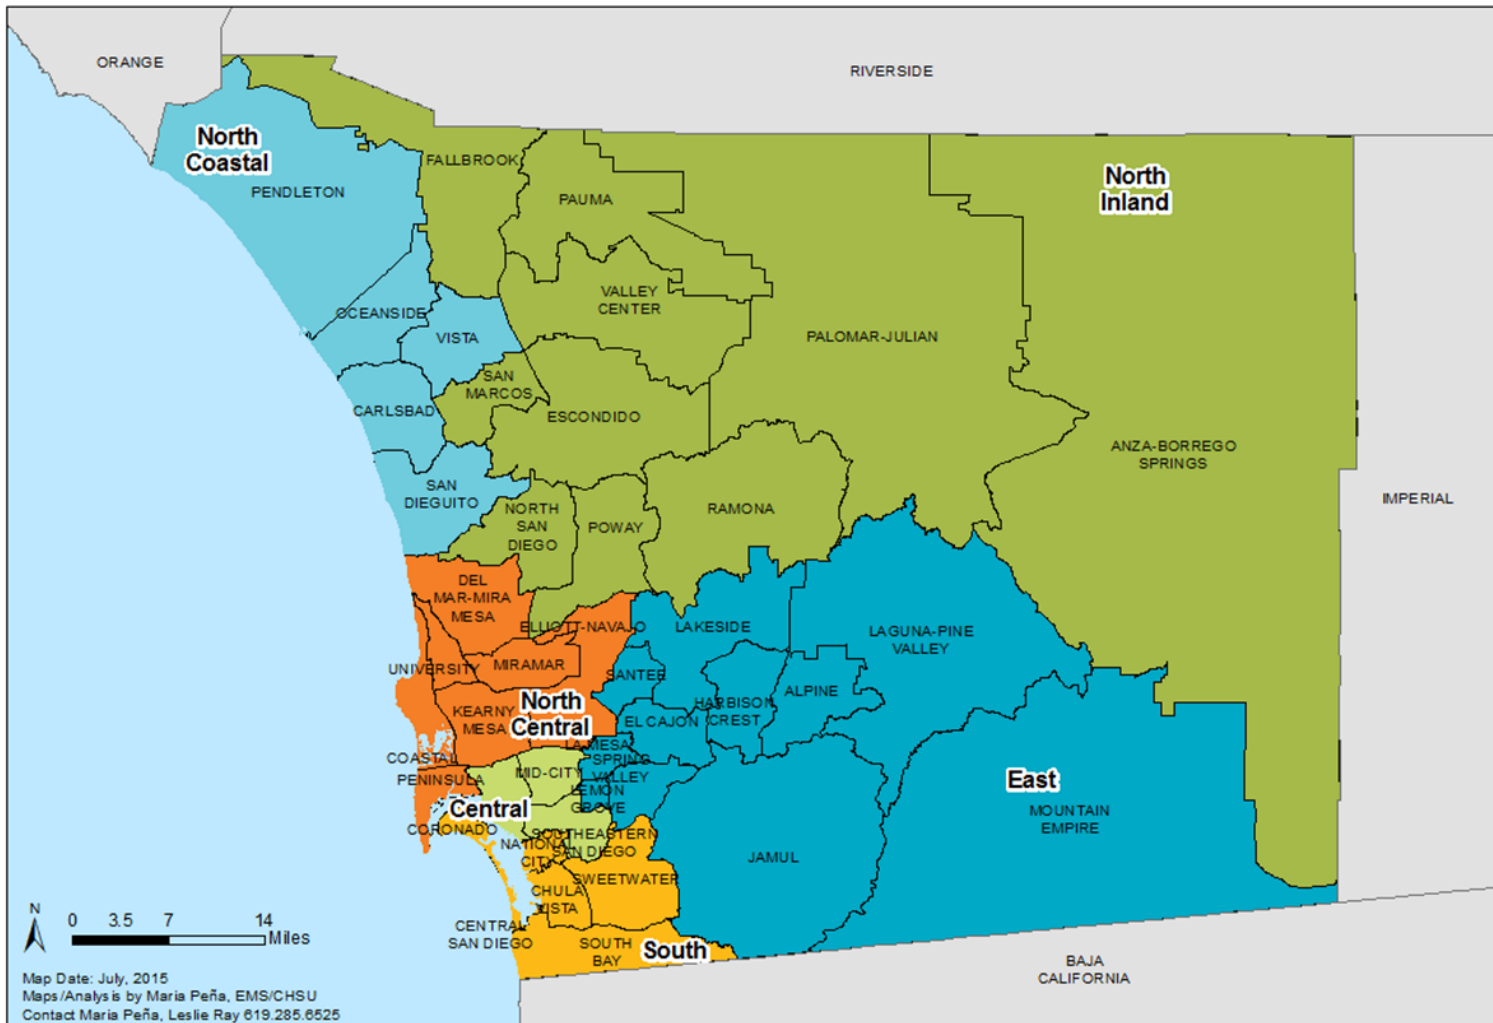 ORANGE
RIVERSIDE
North
Coastal
PENDLETON
FALLBROOK
PAUMA
North
Inland
OCEANSIDE
VISTA
VALLEY
CENTER
PALOMAR-JULIAN
SAN
MARCOS
CARLSBAD
ESCONDIDO
ANZA-BORREGO
SPRINGS
SAN
DIEGUITO
NORTH
SAN
DIEGO
POWAY
RAMONA
IMPERIAL
DEL
MAR-MIRA
MESA
ELLIOTT-NAVAJO
LAKESIDE
LAGUNA-PINE
VALLEY
UNIVERSITY
MIRAMAR
SANTEE
HARBISON
CREST
ALPINE
KEARNY
MESA
North
Central
EL CAJON
COASTAL
LA MESA
SPRING
VALLEY
PENINSULA
MID-CITY
LEMON
GROVE
East
MOUNTAIN
EMPIRE
Central
CORONADO
SOUTHEASTERN
SAN DIEGO
NATIONAL
CITY
JAMUL
SWEETWATER
CHULA
VISTA
CENTRAL
SAN DIEGO
SOUTH
BAY
South
BAJA
CALIFORNIA
N
0 3.5 7 14
Miles
Map Date: July, 2015
Maps/Analysis by Maria Peña, EMS/CHSU
Contact Maria Peña, Leslie Ray 619.285.6525